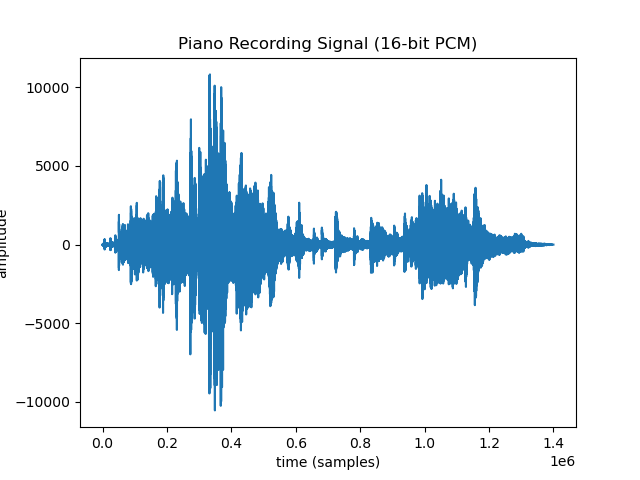 Piano Recording Signal (16-bit PCM)
10000
5000
0
−5000
−10000
amplitude
0.0 0.2 0.4 0.6 0.8 1.0 1.2 1.4
1e6
time (samples)